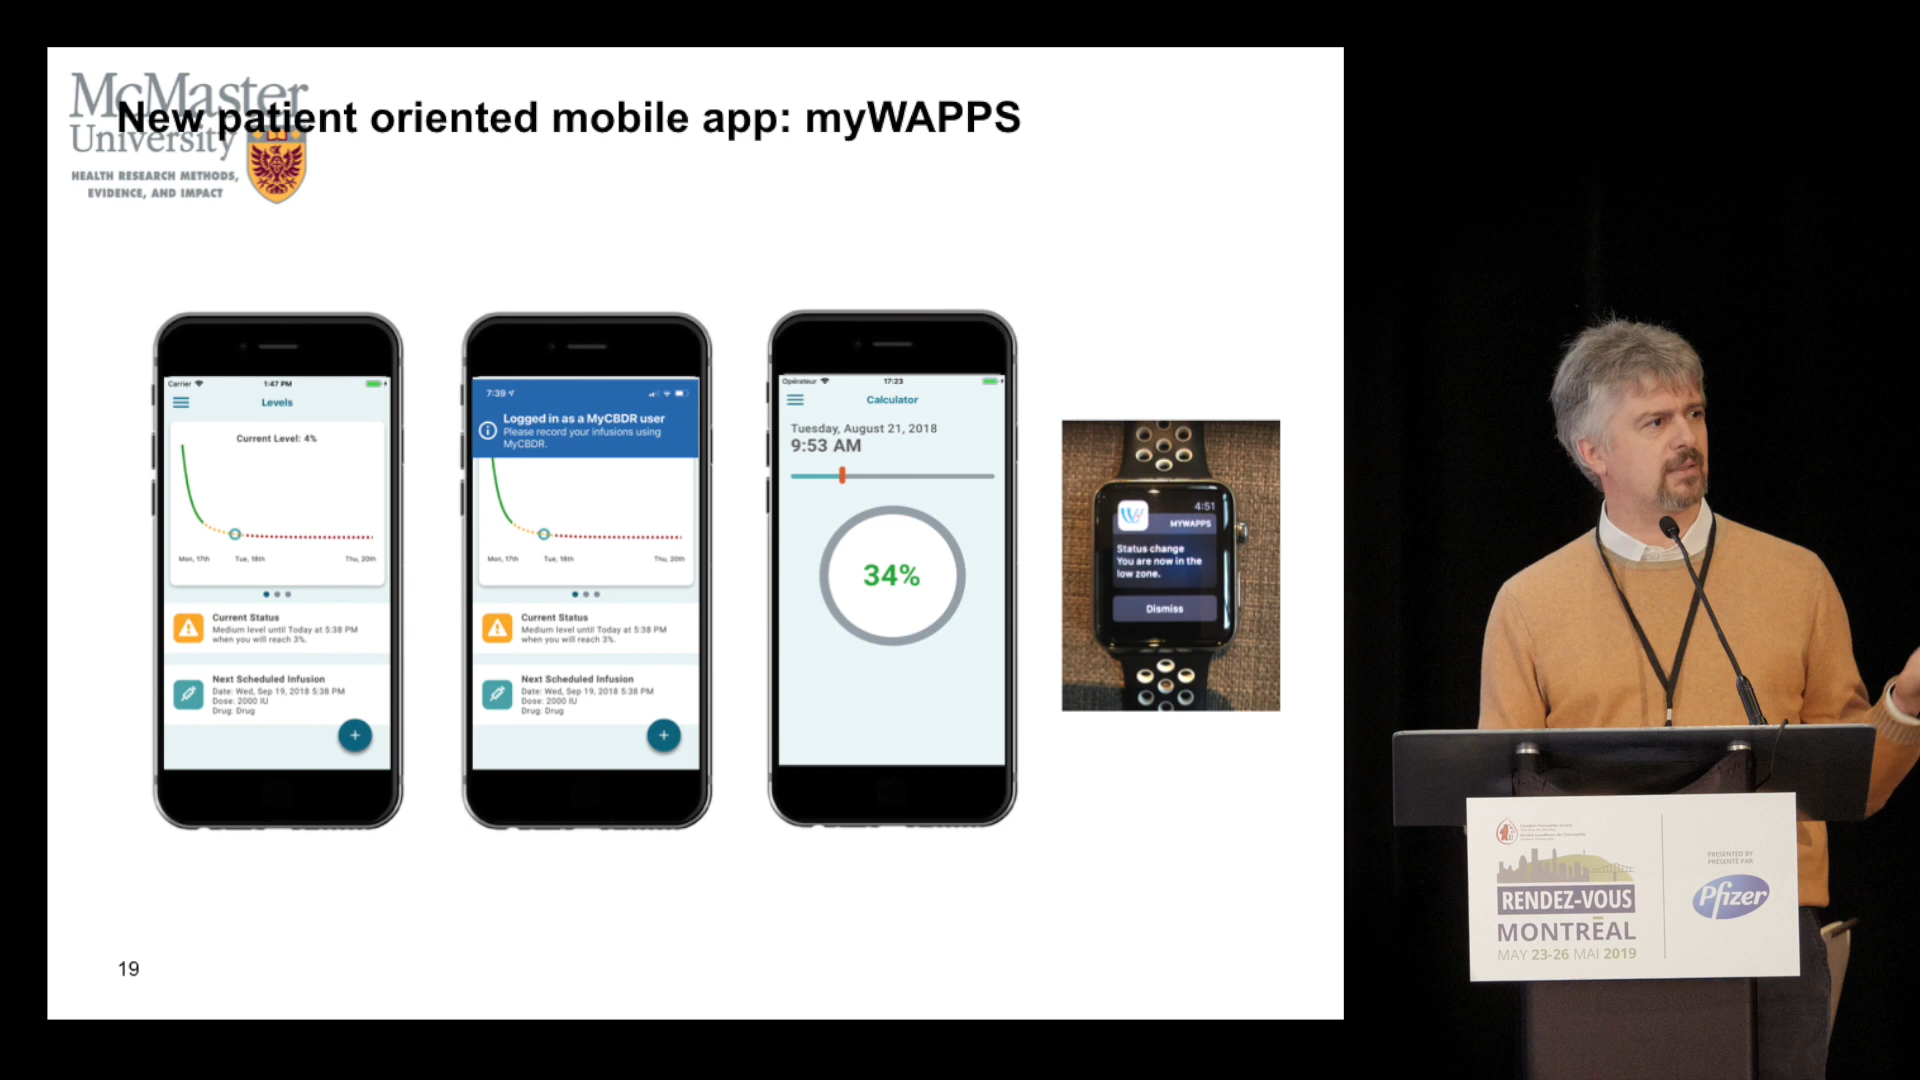 McMaster
University
HEALTH RESEARCH METHODS,
EVIDENCE, AND IMPACT
New patient oriented mobile app: myWAPPS
Carrier
1:47 PM
Levels
Current Level: 4%
Mon, 17th
Tue, 18th
Thu, 20th
Current Status
Medium level until Today at 5:38 PM
when you will reach 3%.
Next Scheduled Infusion
Date: Wed, Sep 19, 2018 5:38 PM
Dose: 2000 IU
Drug: Drug
+
7:39
Logged in as a MyCBDR user
Please record your infusions using
MyCBDR.
Mon, 17th
Tue, 18th
Thu, 20th
Current Status
Medium level until Today at 5:38 PM
when you will reach 3%.
Next Scheduled Infusion
Date: Wed, Sep 19, 2018 5:38 PM
Dose: 2000 IU
Drug: Drug
+
Opérateur
17:23
Calculator
Tuesday, August 21, 2018
9:53 AM
34%
4:51
MYWAPPS
Status change
You are now in the
low zone.
Dismiss
19
RENDEZ-VOUS
MONTRÉAL
MAY 23-26 MAI 2019
PRESENTED BY
PRÉSENTÉ PAR
Pfizer